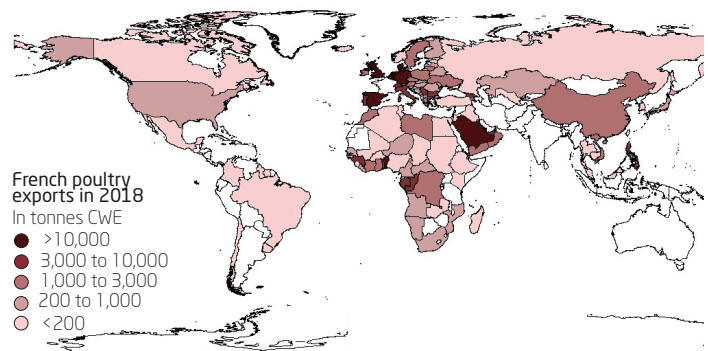 French poultry
exports in 2018
In tonnes CWE
>10,000
3,000 to 10,000
1,000 to 3,000
200 to 1,000
<200